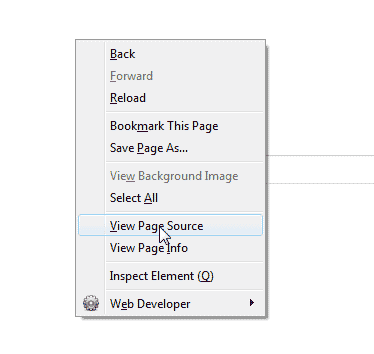 Back
Forward
Reload
Bookmark This Page
Save Page As...
View Background Image
Select All
View Page Source
View Page Info
Inspect Element (Q)
Web Developer